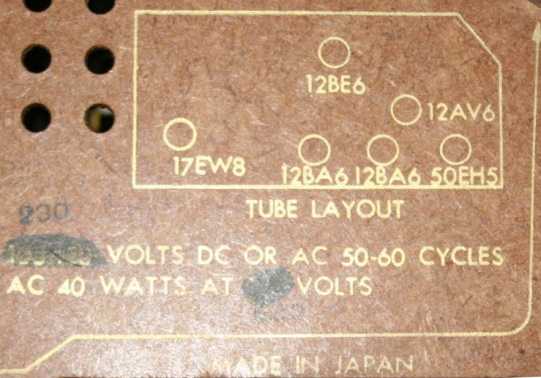 12BE6
12AV6
17EW8
12BA6 12BA6 50EH5
TUBE LAYOUT
230
VOLTS DC OR AC 50-60 CYCLES
AC 40 WATTS AT VOLTS
MADE IN JAPAN